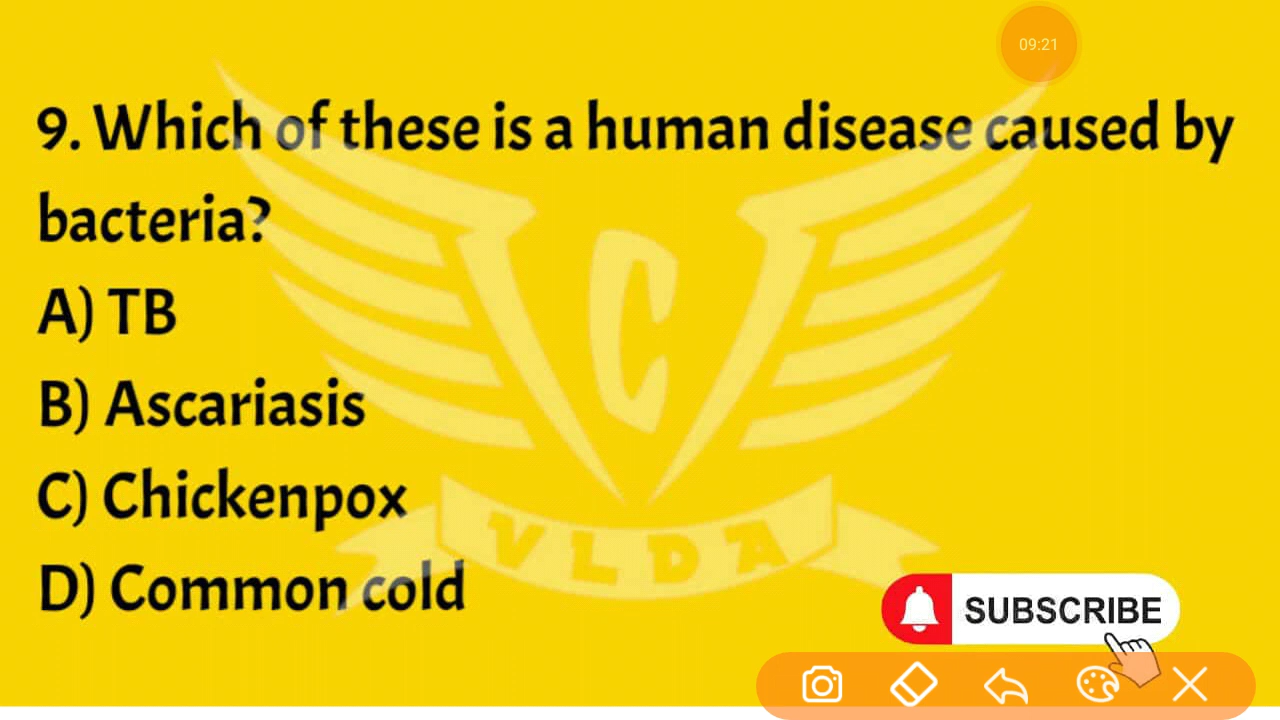 09:21
9. Which of these is a human disease caused by
bacteria?
A) TB
B) Ascariasis
C) Chickenpox
D) Common cold
C
VLDA
SUBSCRIBE